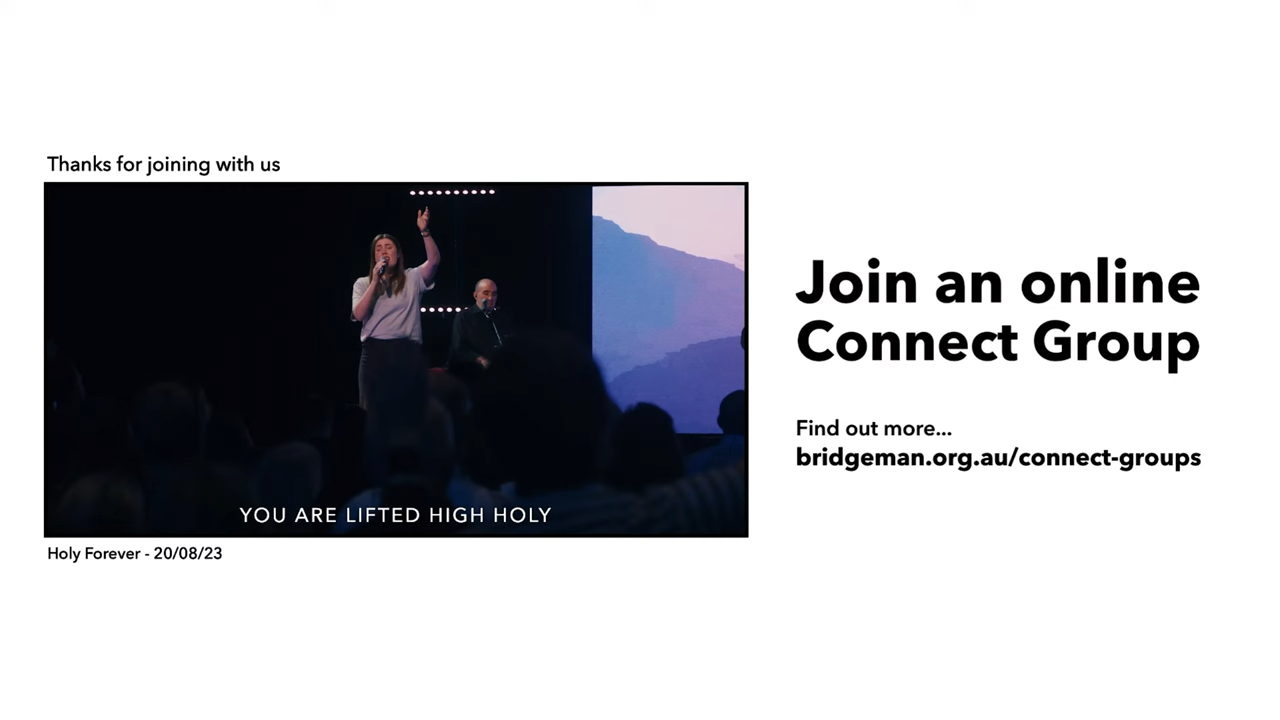 Thanks for joining with us
YOU ARE LIFTED HIGH HOLY
Holy Forever - 20/08/23
Join an online
Connect Group
Find out more...
bridgeman.org.au/connect-groups